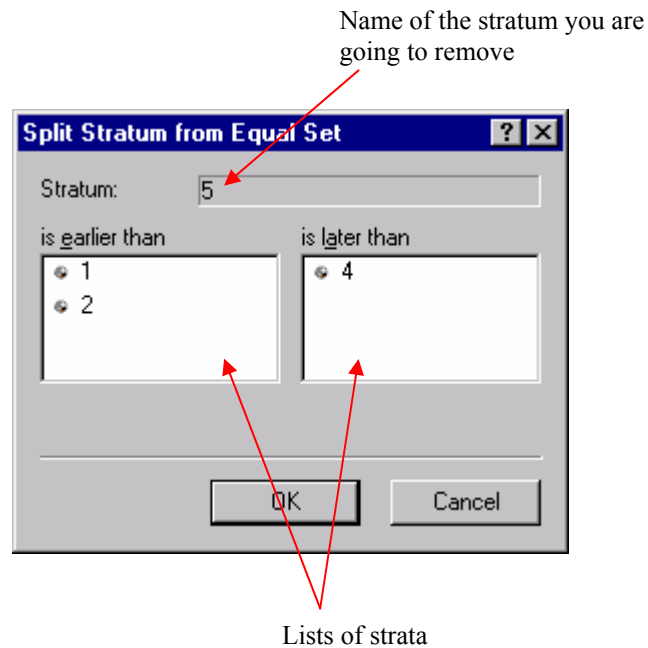 Name of the stratum you are
going to remove
Split Stratum from Equal Set
Stratum: 5
is earlier than is later than
1 4
2
OK Cancel
Lists of strata